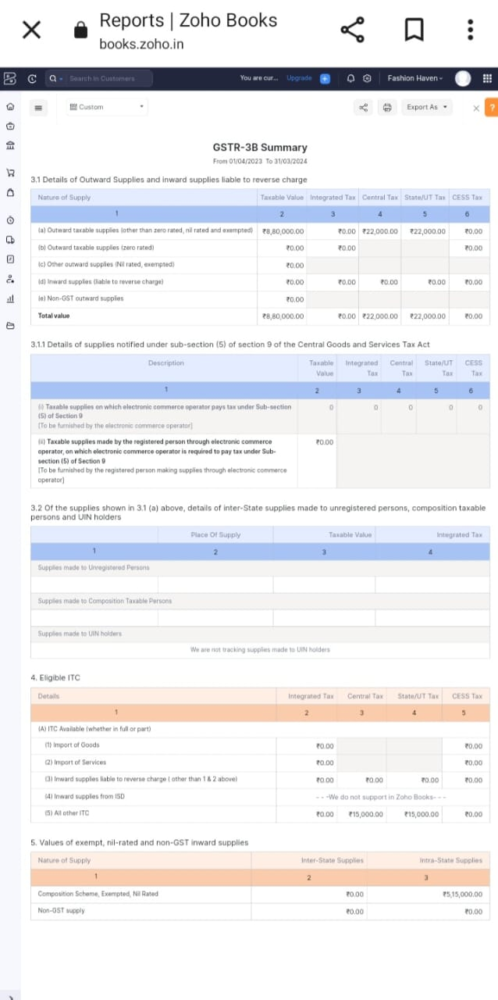 Reports | Zoho Books
books.zoho.in
Search in Customers
You are cur... Upgrade Fashion Haven
Custom
Export As
?
GSTR-3B Summary
From 01/04/2023 To 31/03/2024
3.1 Details of Outward Supplies and inward supplies liable to reverse charge
Nature of Supply Taxable Value Integrated Tax Central Tax State/UT Tax CESS Tax
1 2 3 4 5 6
(a) Outward taxable supplies (other than zero rated, nil rated and exempted) ₹8,80,000.00 ₹0.00 ₹22,000.00 ₹22,000.00 ₹0.00
(b) Outward taxable supplies (zero rated) ₹0.00 ₹0.00 ₹0.00
(c) Other outward supplies (Nil rated, exempted) ₹0.00
(d) Inward supplies (liable to reverse charge) ₹0.00 ₹0.00 ₹0.00 ₹0.00 ₹0.00
(e) Non-GST outward supplies ₹0.00
Total value ₹8,80,000.00 ₹0.00 ₹22,000.00 ₹22,000.00 ₹0.00
3.1.1 Details of supplies notified under sub-section (5) of section 9 of the Central Goods and Services Tax Act
Description Taxable Integrated Central State/UT CESS
Value Tax Tax Tax Tax
1 2 3 4 5 6
(i) Taxable supplies on which electronic commerce operator pays tax under Sub-section 0 0 0 0 0
(5) of Section 9
[To be furnished by the electronic commerce operator]
(ii) Taxable supplies made by the registered person through electronic commerce ₹0.00
operator, on which electronic commerce operator is required to pay tax under Sub-
section (5) of Section 9
[To be furnished by the registered person making supplies through electronic commerce
operator]
3.2 Of the supplies shown in 3.1 (a) above, details of inter-State supplies made to unregistered persons, composition taxable
persons and UIN holders
Place Of Supply Taxable Value Integrated Tax
1 2 3 4
Supplies made to Unregistered Persons
Supplies made to Composition Taxable Persons
Supplies made to UIN holders
We are not tracking supplies made to UIN holders
4. Eligible ITC
Details Integrated Tax Central Tax State/UT Tax CESS Tax
1 2 3 4 5
(A) ITC Available (whether in full or part)
(1) Import of Goods ₹0.00 ₹0.00
(2) Import of Services ₹0.00 ₹0.00
(3) Inward supplies liable to reverse charge ( other than 1 & 2 above) ₹0.00 ₹0.00 ₹0.00 ₹0.00
(4) Inward supplies from ISD - - -We do not support in Zoho Books- - -
(5) All other ITC ₹0.00 ₹15,000.00 ₹15,000.00 ₹0.00
5. Values of exempt, nil-rated and non-GST inward supplies
Nature of Supply Inter-State Supplies Intra-State Supplies
1 2 3
Composition Scheme, Exempted, Nil Rated ₹0.00 ₹5,15,000.00
Non-GST supply ₹0.00 ₹0.00